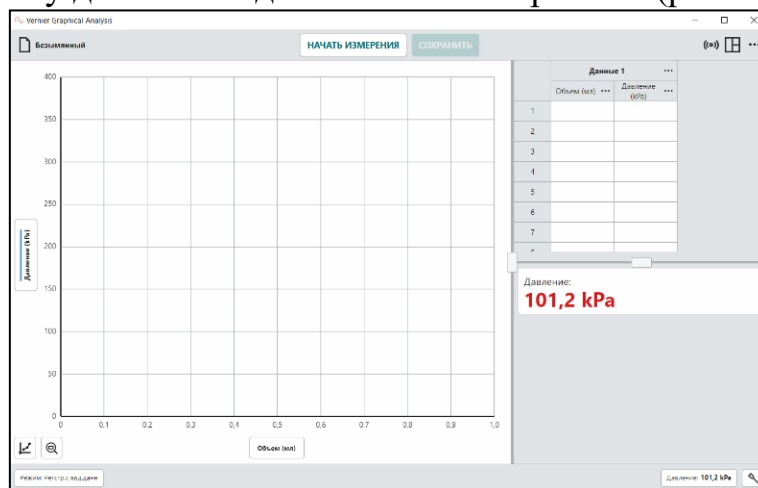 Vernier Graphical Analysis
Безымянный
НАЧАТЬ ИЗМЕРЕНИЯ
СОХРАНИТЬ
Данные 1
Объем (мл)
Давление (kPa)
1
2
3
4
5
6
7
400
350
300
250
200
150
100
50
0
Давление (kPa)
0
0,1
0,2
0,3
0,4
0,5
0,6
0,7
0,8
0,9
1,0
Объем (мл)
Давление:
101,2 kPa
Режим: Регстр.с ввд.данн
Давление: 101,2 kPa